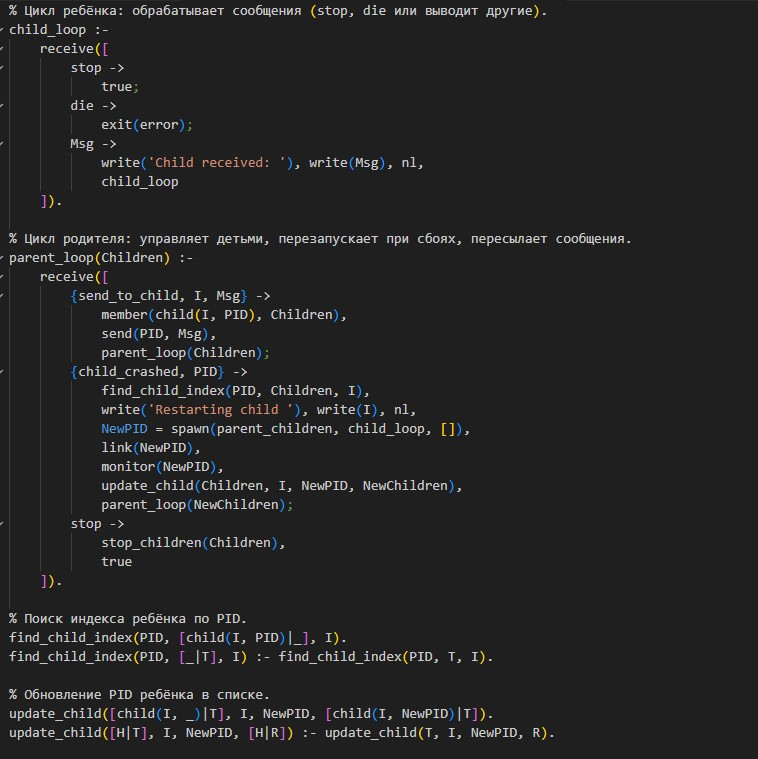 % Цикл ребёнка: обрабатывает сообщения (stop, die или выводит другие).
child_loop :-
    receive([
        stop ->
            true;
        die ->
            exit(error);
        Msg ->
            write('Child received: '), write(Msg), nl,
            child_loop
    ]).

% Цикл родителя: управляет детьми, перезапускает при сбоях, пересылает сообщения.
parent_loop(Children) :-
    receive([
        {send_to_child, I, Msg} ->
            member(child(I, PID), Children),
            send(PID, Msg),
            parent_loop(Children);
        {child_crashed, PID} ->
            find_child_index(PID, Children, I),
            write('Restarting child '), write(I), nl,
            NewPID = spawn(parent_children, child_loop, []),
            link(NewPID),
            monitor(NewPID),
            update_child(Children, I, NewPID, NewChildren),
            parent_loop(NewChildren);
        stop ->
            stop_children(Children),
            true
    ]).

% Поиск индекса ребёнка по PID.
find_child_index(PID, [child(I, PID)|_], I).
find_child_index(PID, [_|T], I) :- find_child_index(PID, T, I).

% Обновление PID ребёнка в списке.
update_child([child(I, _)|T], I, NewPID, [child(I, NewPID)|T]).
update_child([H|T], I, NewPID, [H|R]) :- update_child(T, I, NewPID, R).